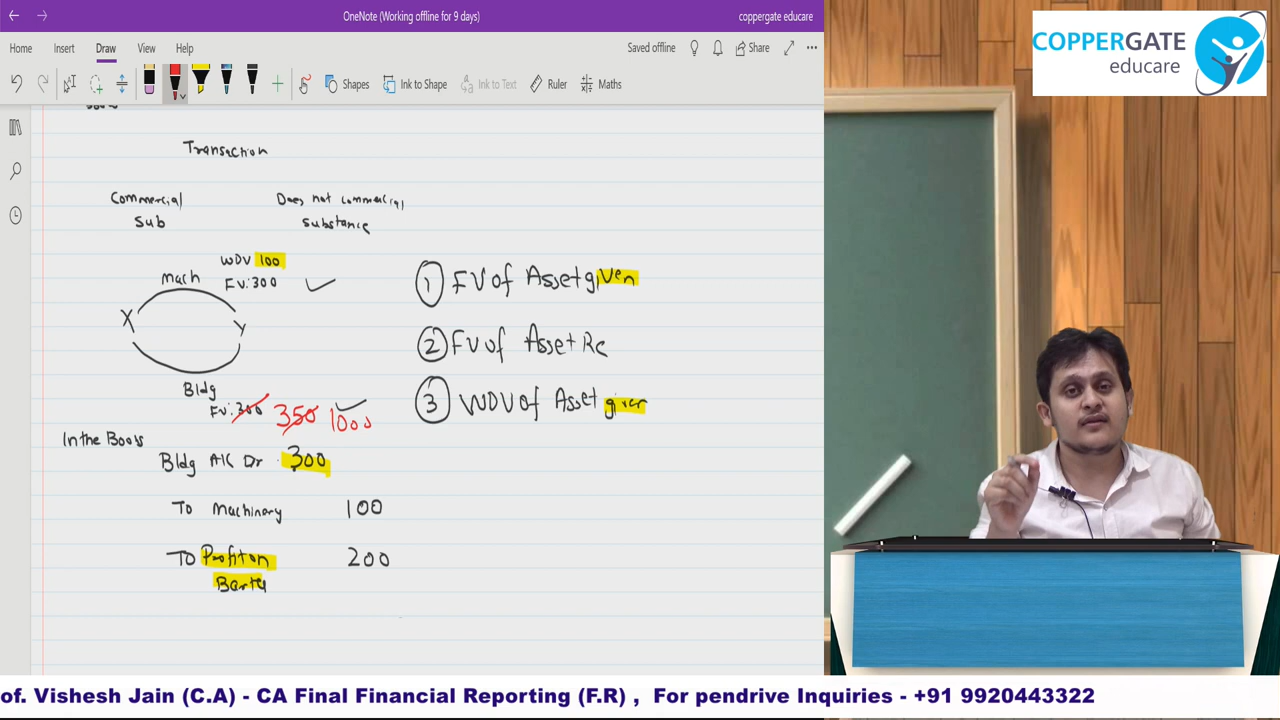 OneNote (Working offline for 9 days)
coppergate educare
Home Insert Draw View Help
Saved offline
Share
Shapes
Ink to Shape
Ink to Text
Ruler
Maths
COPPERGATE
educare
Transaction
Commercial
Sub
Does not commercial
substance
WDV 100
Mach
FV:300
X
Y
Bldg
FV:300 350 1000
1 FV of Asset given
2 FV of Asset Re
3 WDV of Asset given
In the Books
Bldg A/c Dr 300
To Machinery 100
To Profit on 200
Barter
of. Vishesh Jain (C.A) - CA Final Financial Reporting (F.R) , For pendrive Inquiries - +91 9920443322